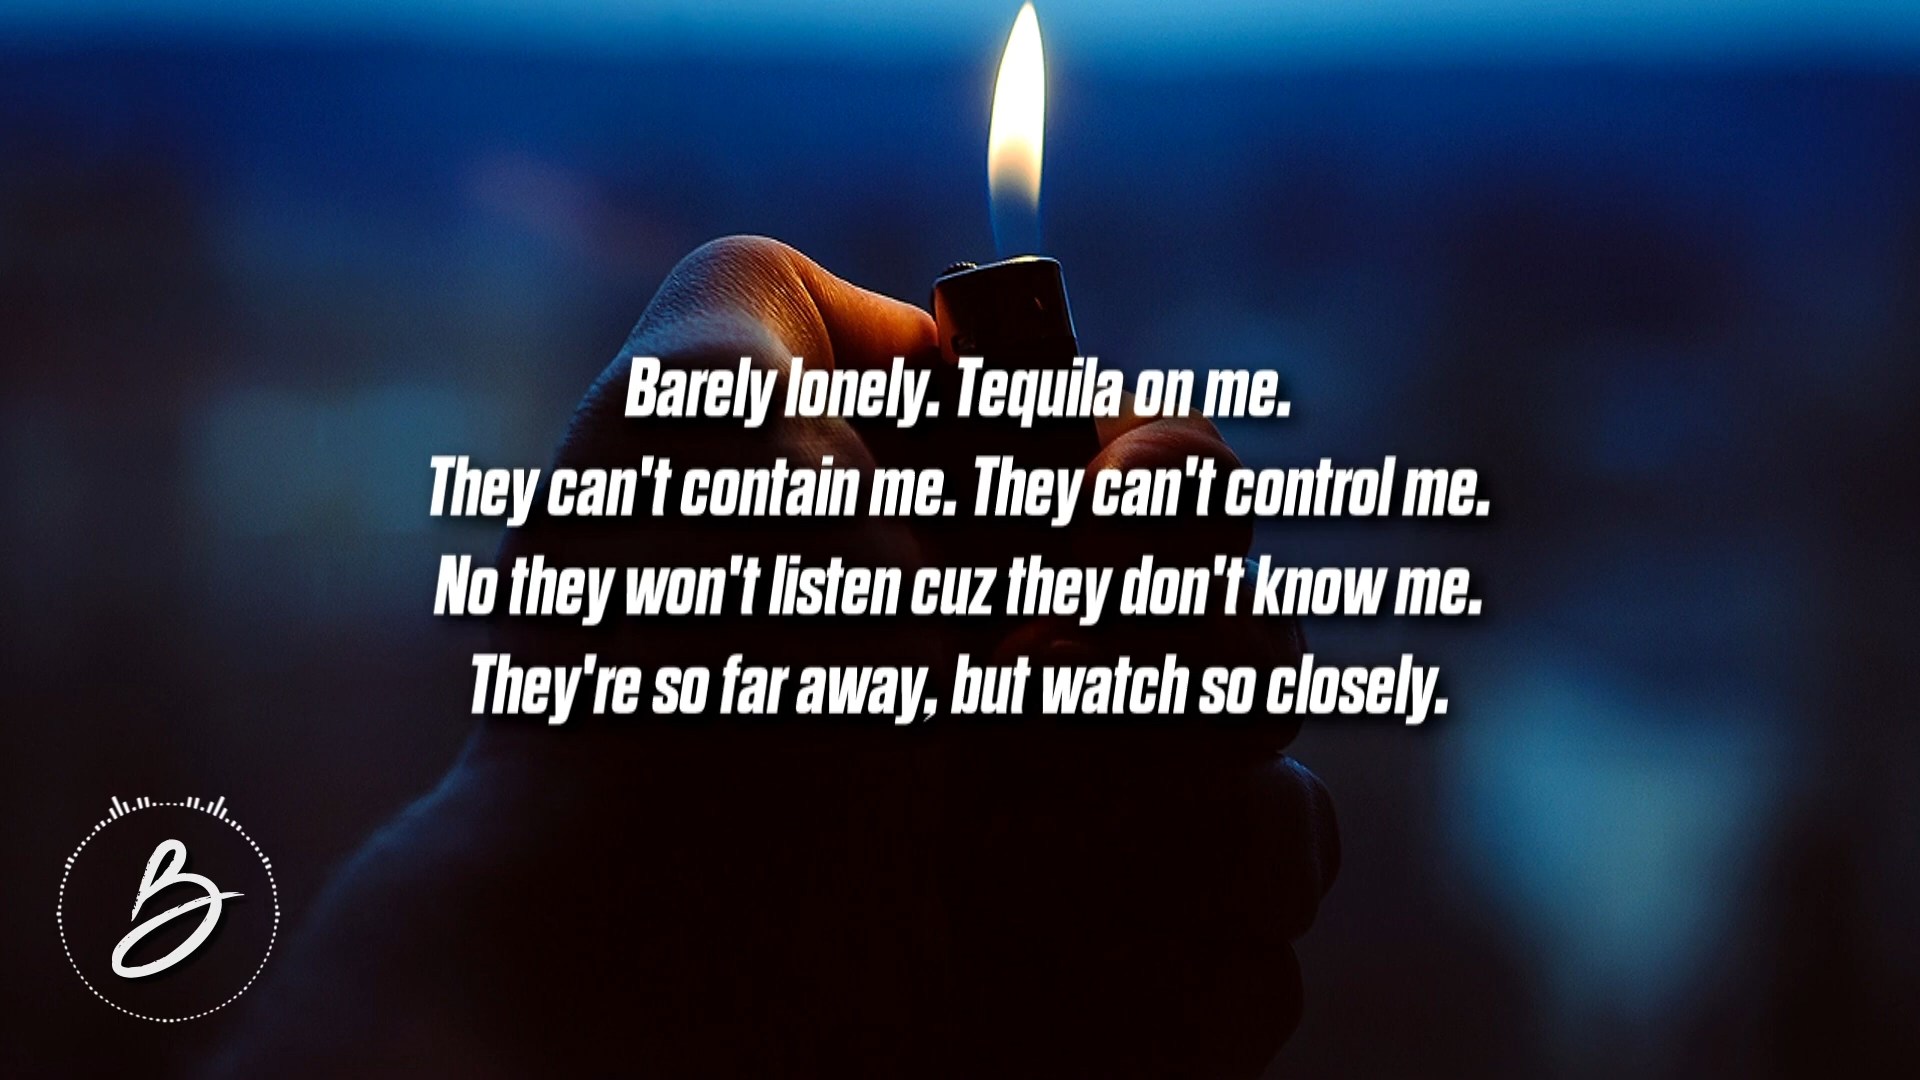 Barely lonely. Tequila on me.
They can't contain me. They can't control me.
No they won't listen cuz they don't know me.
They're so far away, but watch so closely.
B